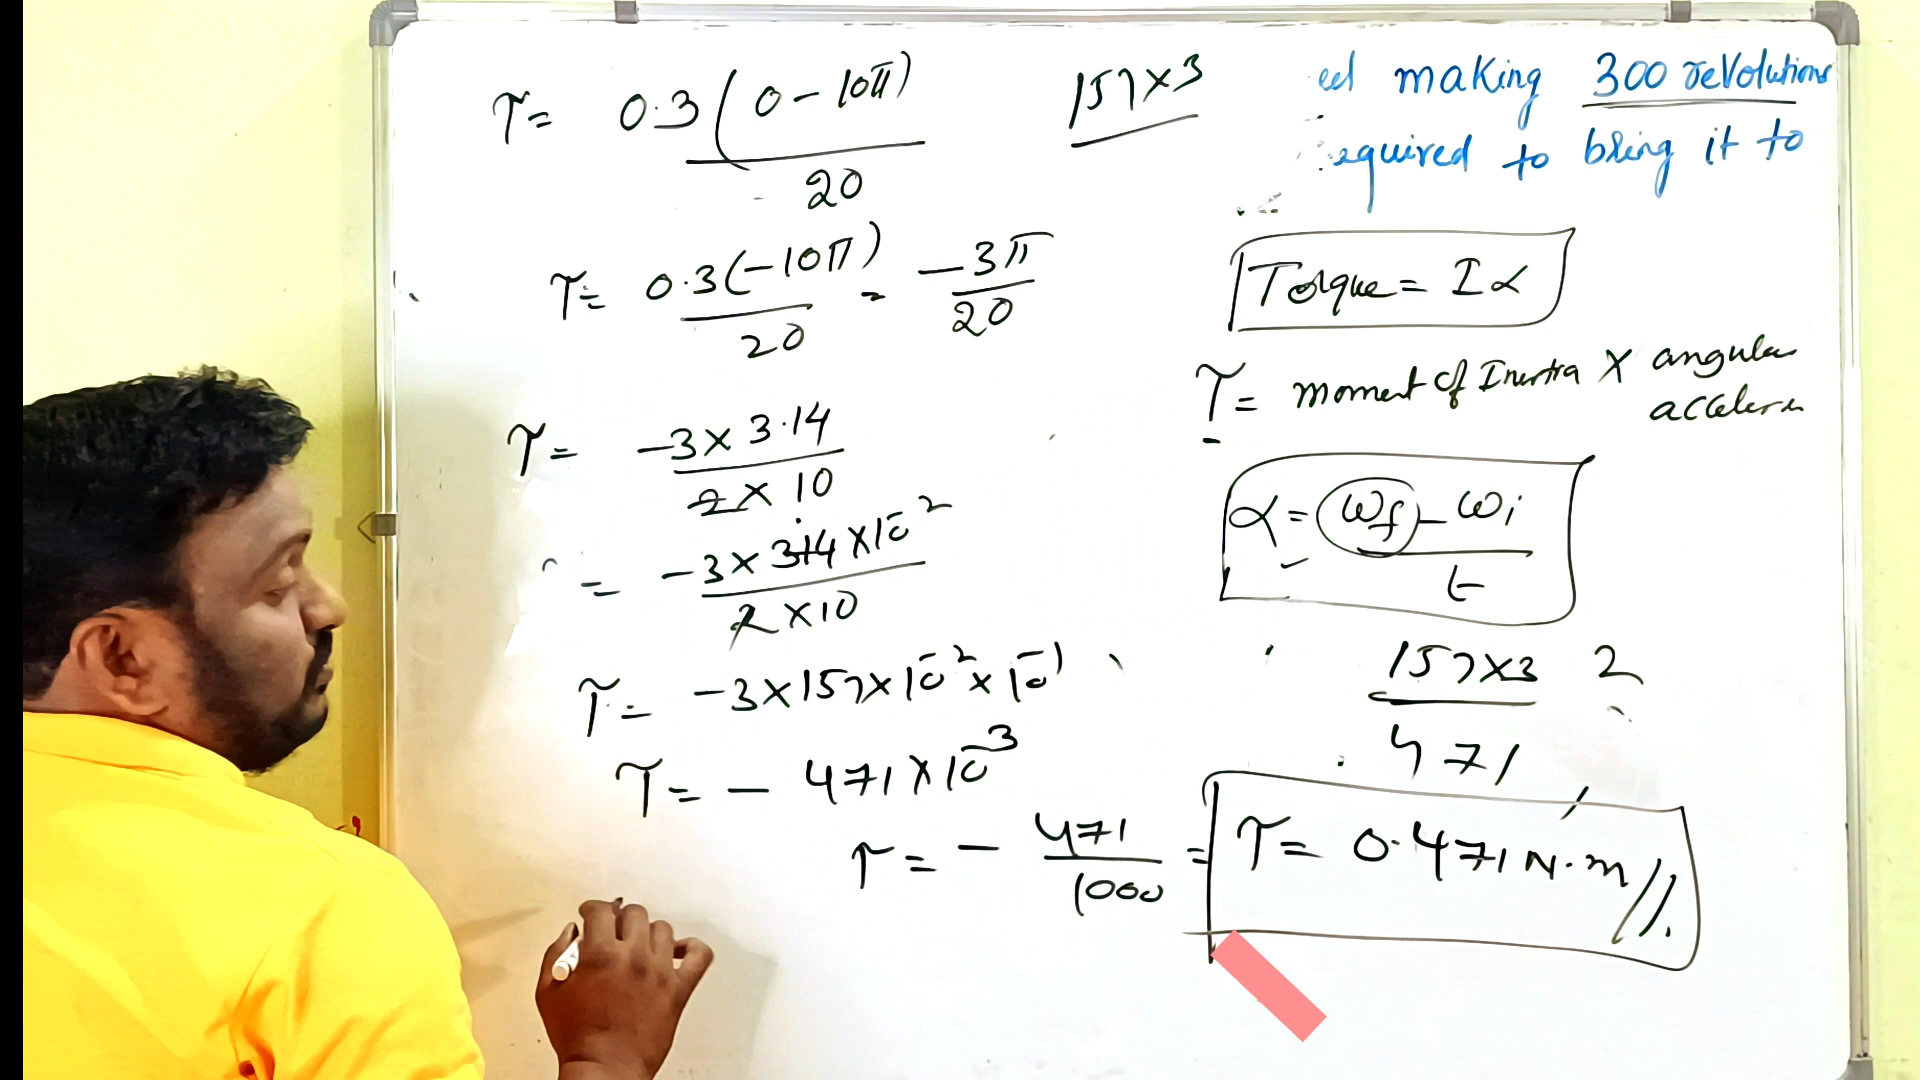 τ = 0.3(0-10π) / 20
157×3
making 300 revolutions
equired to bring it to
τ = 0.3(-10π) / 20 = -3π / 20
Torque = Iα
τ = moment of Inertia × angular
τ = -3×3.14 / 2×10
α = ωf - ωi / t
= -3×314×10⁻² / 2×10
τ = -3×157×10⁻²×10⁻¹
157×3 2
471
τ = - 471×10⁻³
τ = - 471 / 1000 = τ = 0.471 N.m //.